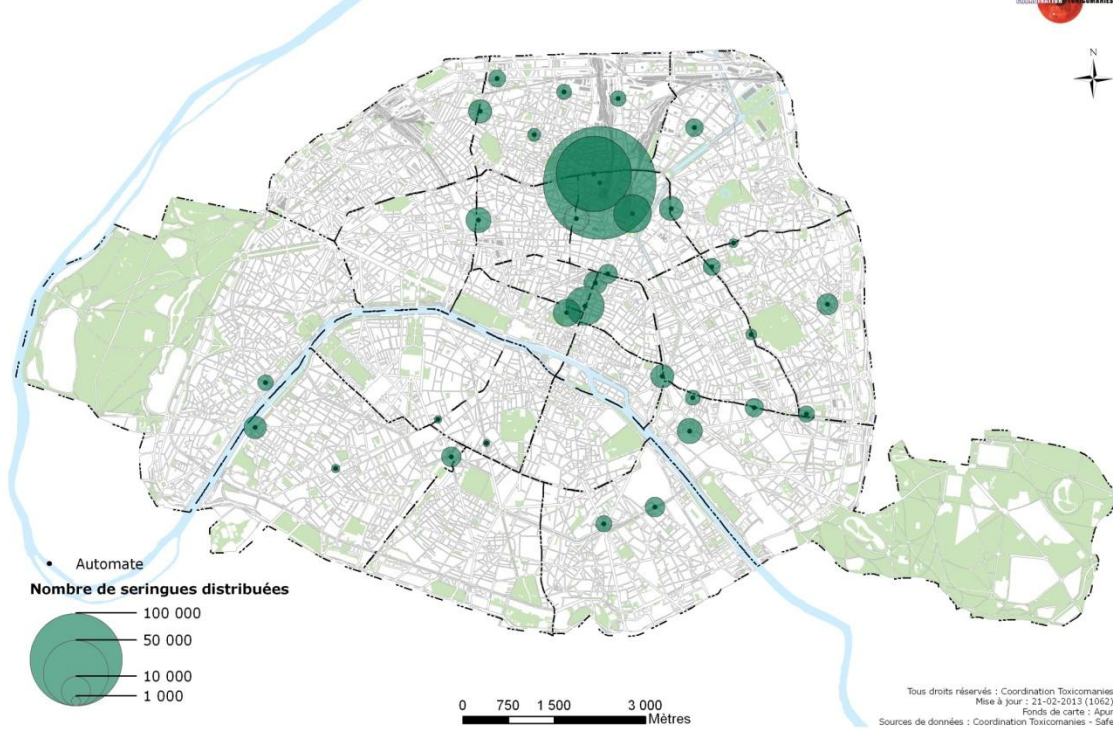 N
Automate
Nombre de seringues distribuées
100 000
50 000
10 000
1 000
0 750 1 500 3 000
Mètres
Tous droits réservés : Coordination Toxicomanies
Mise à jour : 21-02-2013 (1062)
Fonds de carte : Apur
Sources de données : Coordination Toxicomanies - Safe